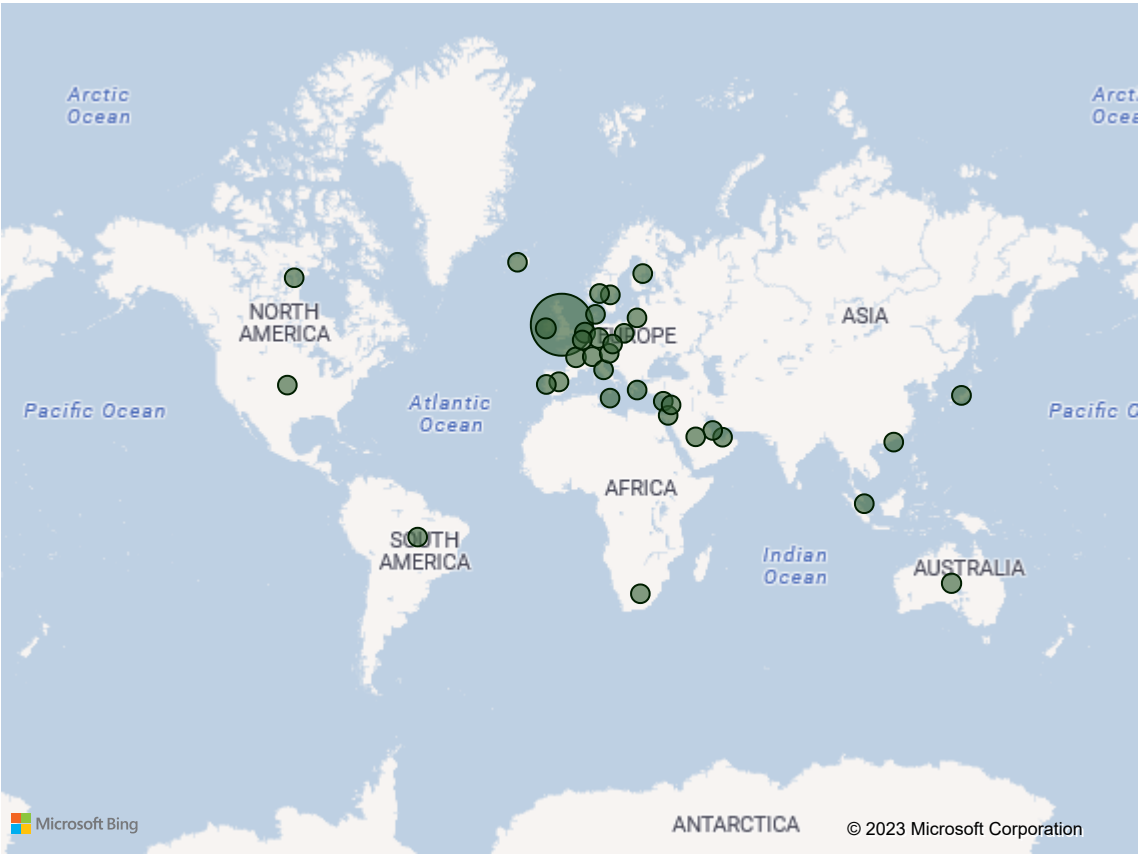 Arctic
Ocean
Arct
Ocea
NORTH
AMERICA
EUROPE
ASIA
Pacific Ocean
Atlantic
Ocean
Pacific O
AFRICA
SOUTH
AMERICA
Indian
Ocean
AUSTRALIA
ANTARCTICA
Microsoft Bing
© 2023 Microsoft Corporation